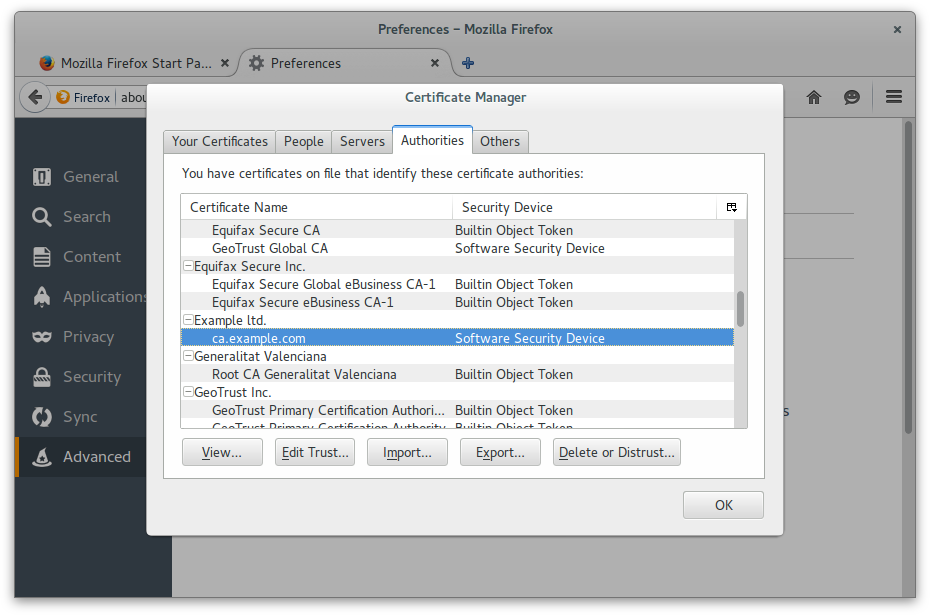 Preferences – Mozilla Firefox
Mozilla Firefox Start Pa...
Preferences
Firefox
abou
Certificate Manager
Your Certificates
People
Servers
Authorities
Others
You have certificates on file that identify these certificate authorities:
Certificate Name Security Device
Equifax Secure CA Builtin Object Token
GeoTrust Global CA Software Security Device
Equifax Secure Inc.
Equifax Secure Global eBusiness CA-1 Builtin Object Token
Equifax Secure eBusiness CA-1 Builtin Object Token
Example ltd.
ca.example.com Software Security Device
Generalitat Valenciana
Root CA Generalitat Valenciana Builtin Object Token
GeoTrust Inc.
GeoTrust Primary Certification Authori... Builtin Object Token
GeoTrust Primary Certification Authority Builtin Object Token
View...
Edit Trust...
Import...
Export...
Delete or Distrust...
OK
General
Search
Content
Applications
Privacy
Security
Sync
Advanced
s